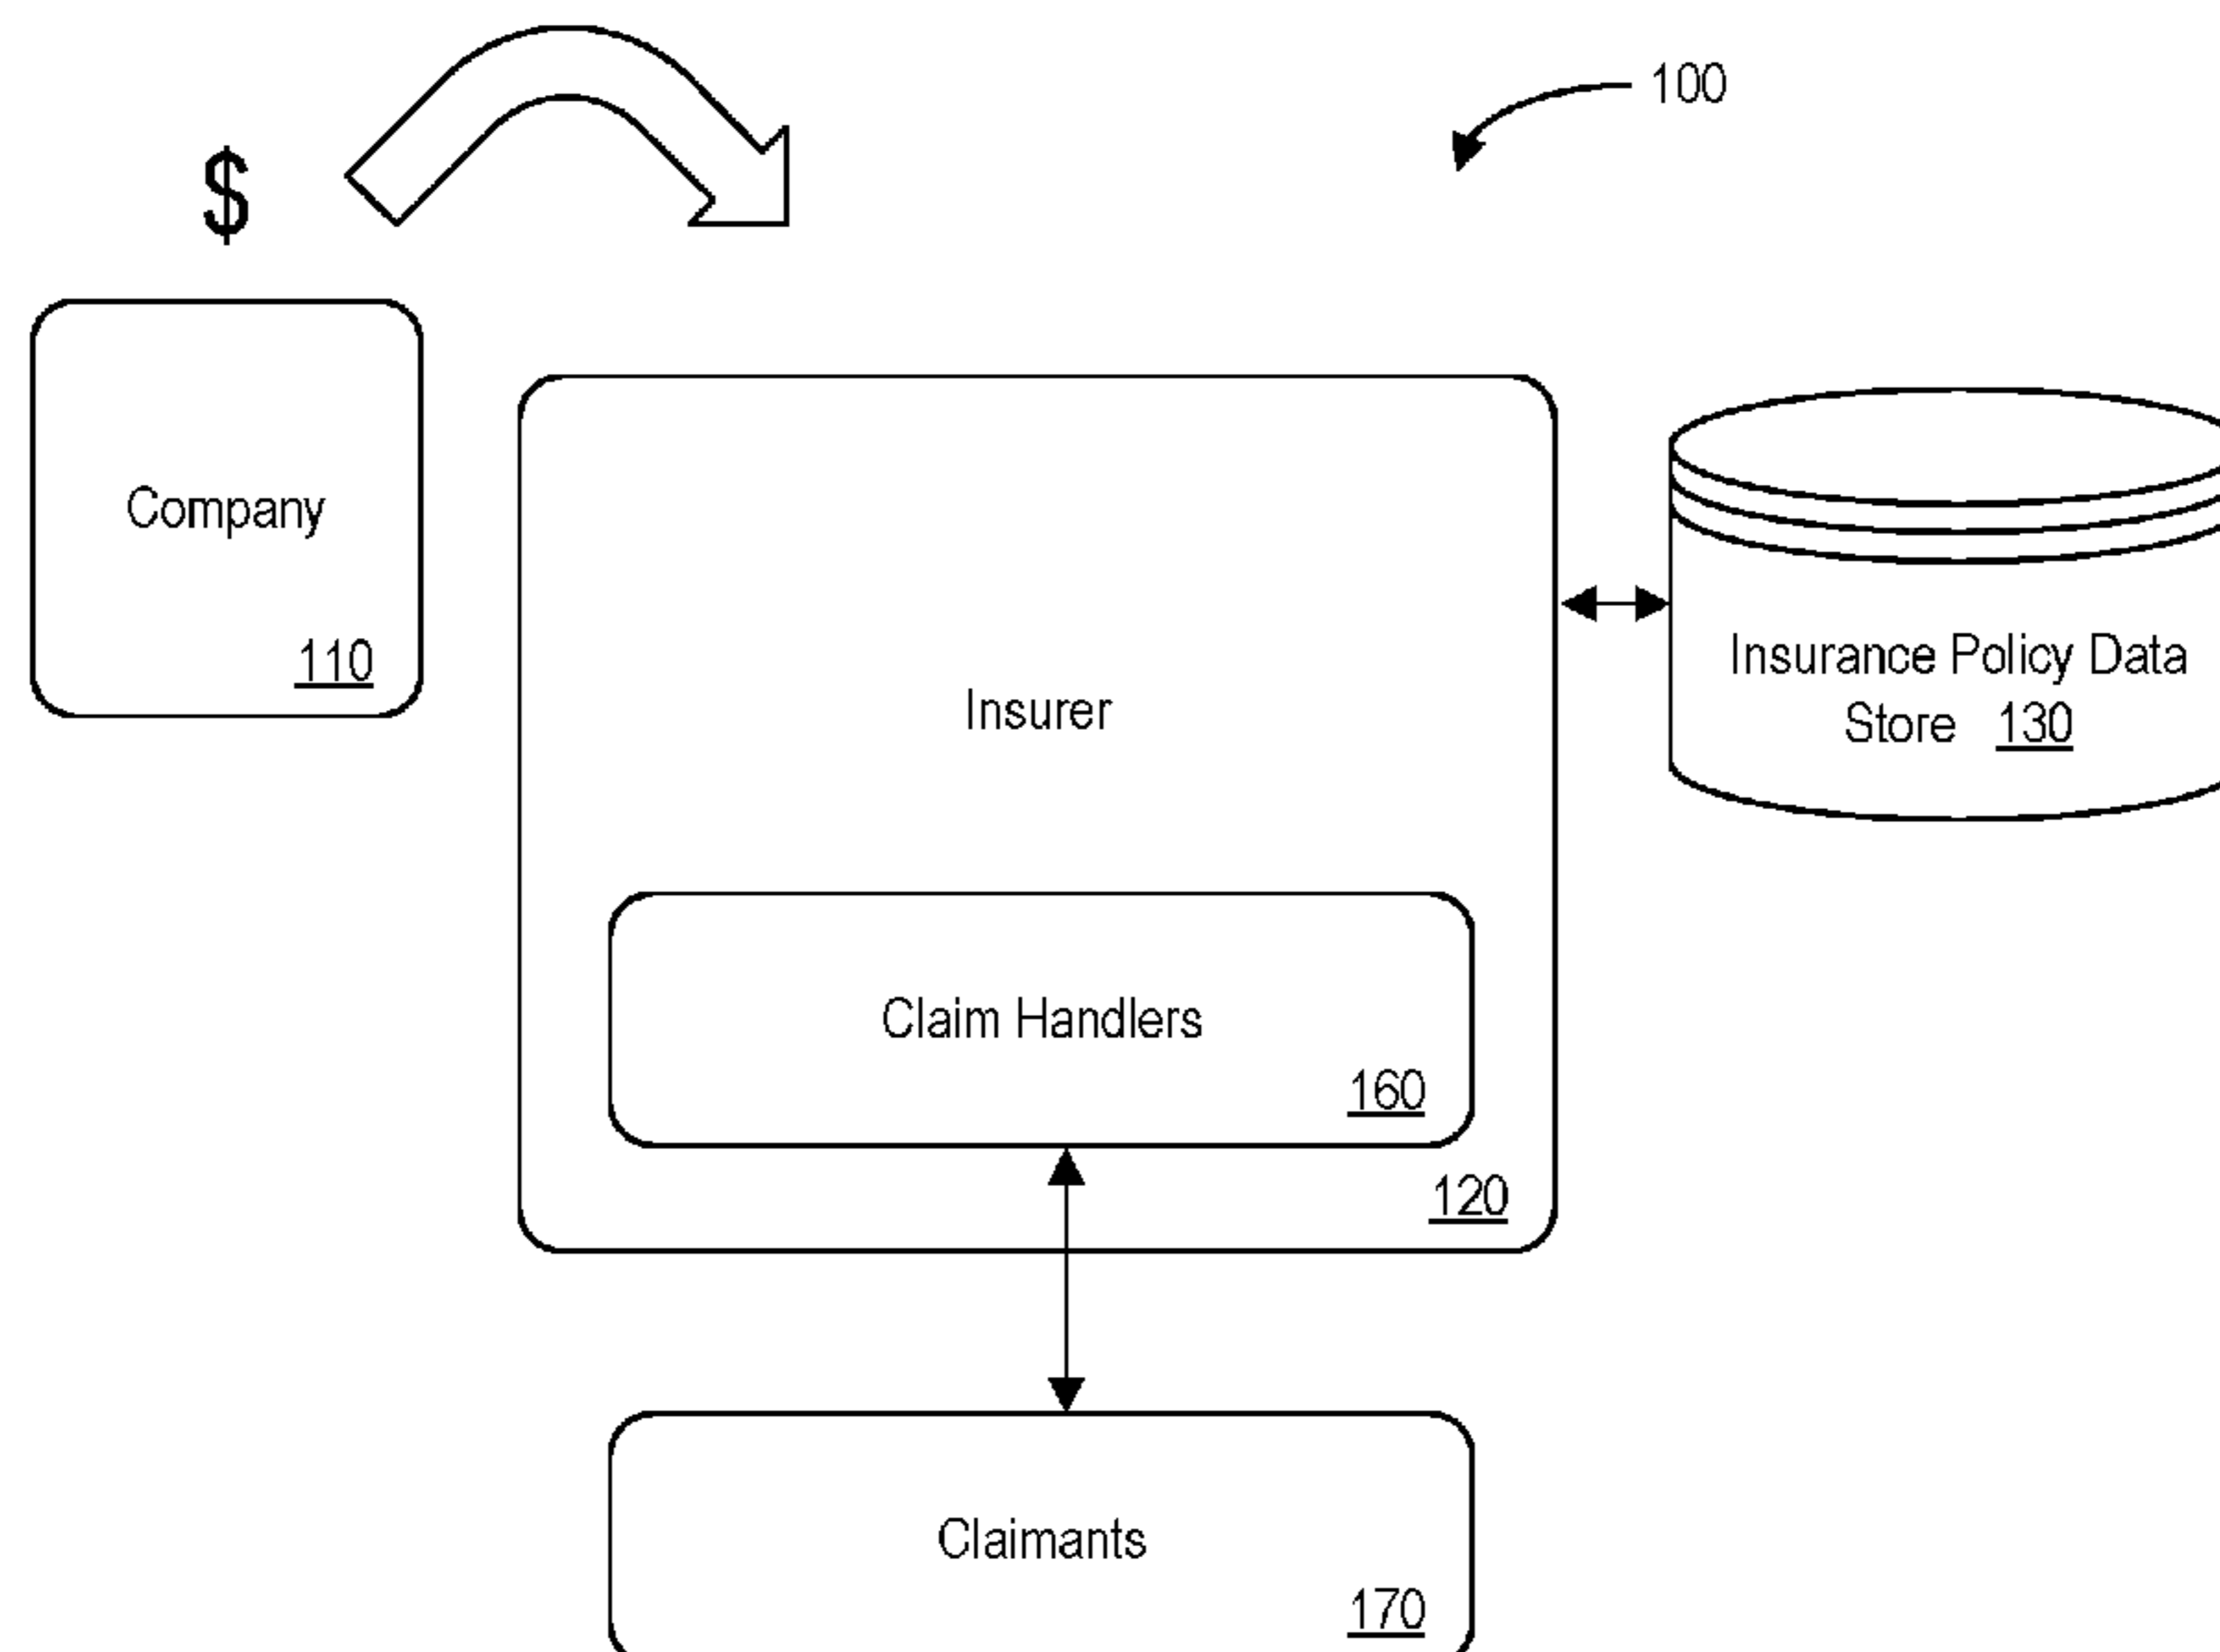 100
$
Company
110
Insurer
Insurance Policy Data
Store 130
Claim Handlers
160
120
Claimants
170